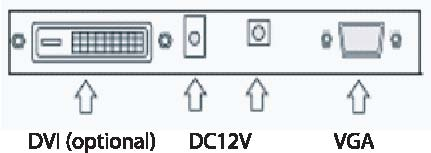 DVI (optional) DC12V VGA